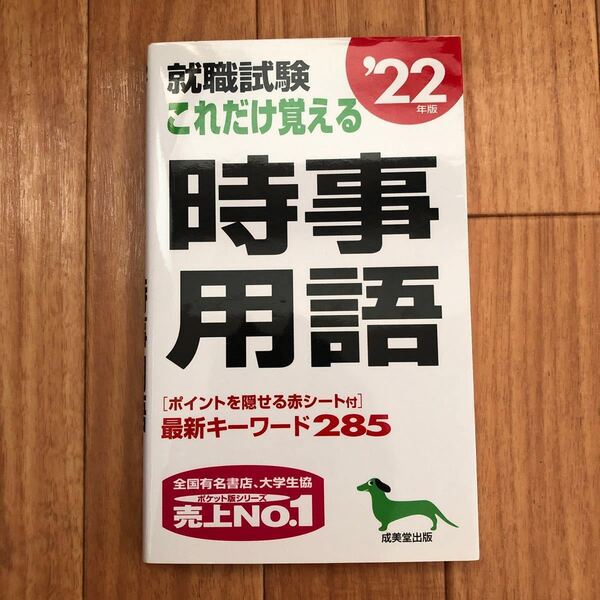 就職試験
これだけ覚える
'22
年版
時事
用語
[ポイントを隠せる赤シート付]
最新キーワード285
全国有名書店、大学生協
ポケット版シリーズ
売上NO.1
成美堂出版